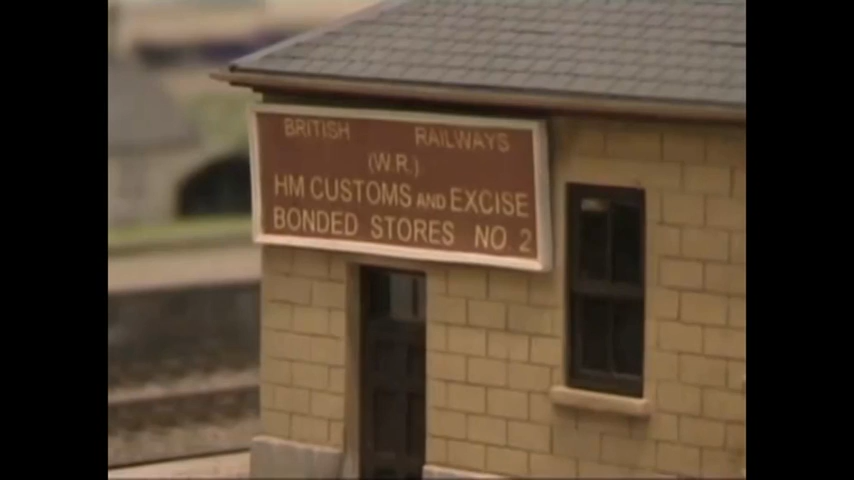 BRITISH RAILWAYS
(W.R.)
HM CUSTOMS AND EXCISE
BONDED STORES NO. 2